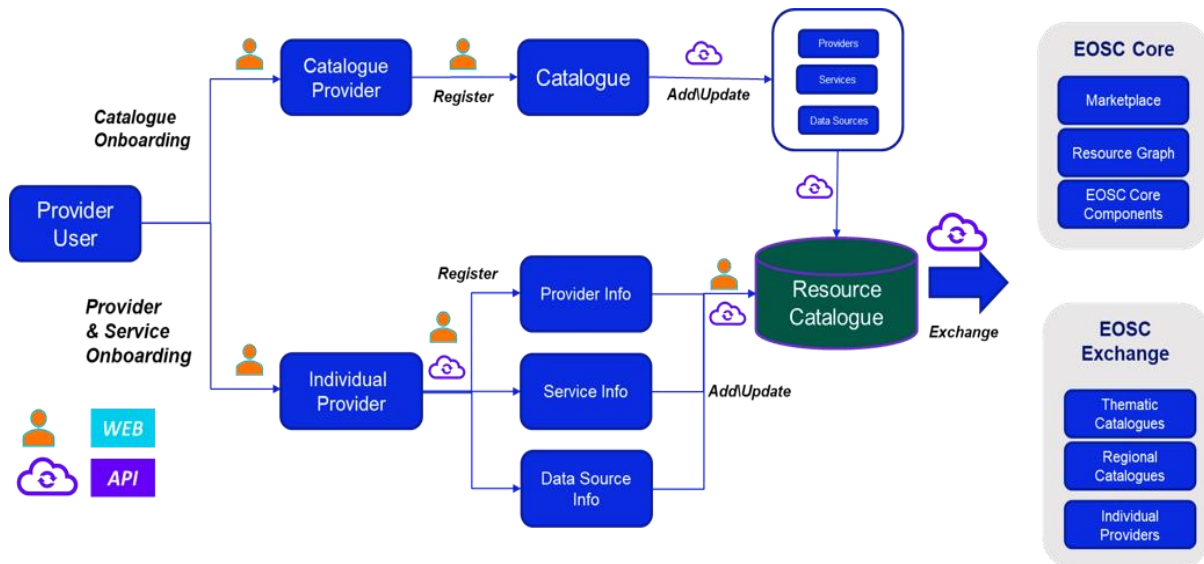 Catalogue
Provider
Register
Catalogue
Add\Update
Providers
Services
Data Sources
Catalogue
Onboarding
Provider
User
Provider
& Service
Onboarding
Individual
Provider
Register
Provider Info
Service Info
Data Source
Info
Add\Update
Resource
Catalogue
Exchange
WEB
API
EOSC Core
Marketplace
Resource Graph
EOSC Core
Components
EOSC
Exchange
Thematic
Catalogues
Regional
Catalogues
Individual
Providers